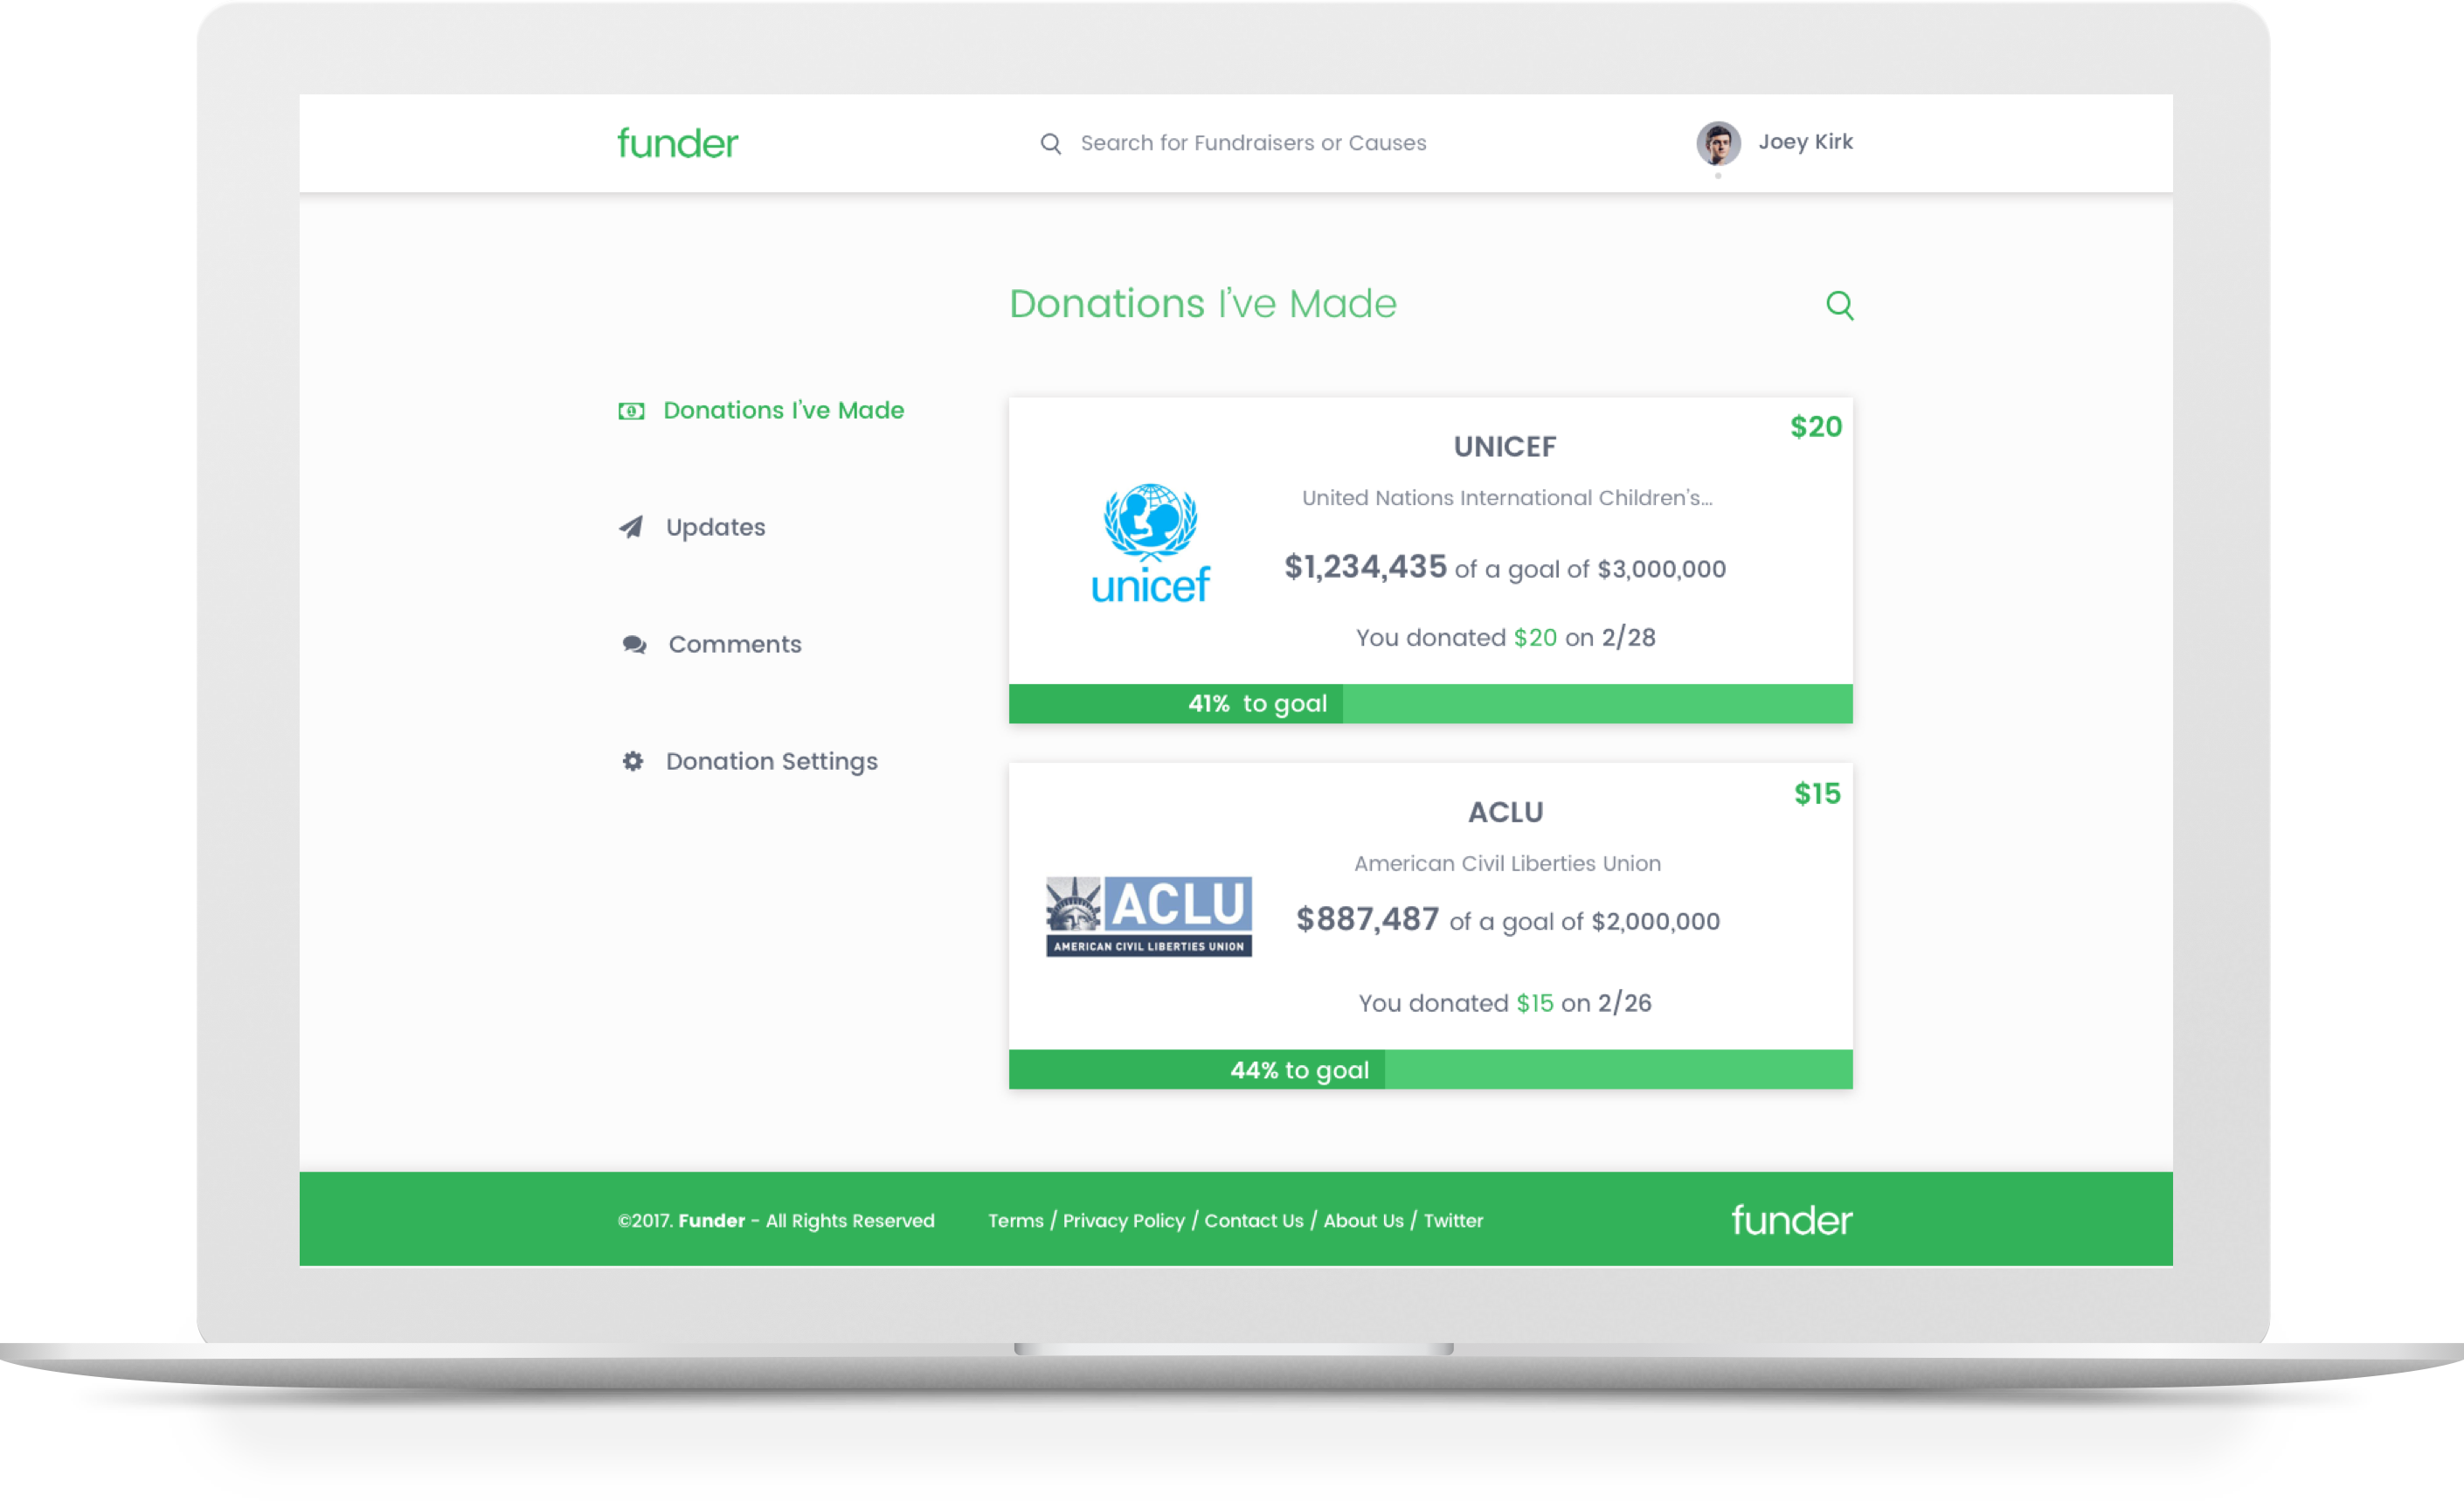 funder
Search for Fundraisers or Causes
Joey Kirk
Donations I've Made
Donations I've Made
Updates
Comments
Donation Settings
$20
UNICEF
United Nations International Children's...
unicef
$1,234,435 of a goal of $3,000,000
You donated $20 on 2/28
41% to goal
$15
ACLU
American Civil Liberties Union
ACLU
AMERICAN CIVIL LIBERTIES UNION
$887,487 of a goal of $2,000,000
You donated $15 on 2/26
44% to goal
©2017. Funder - All Rights Reserved
Terms / Privacy Policy / Contact Us / About Us / Twitter
funder